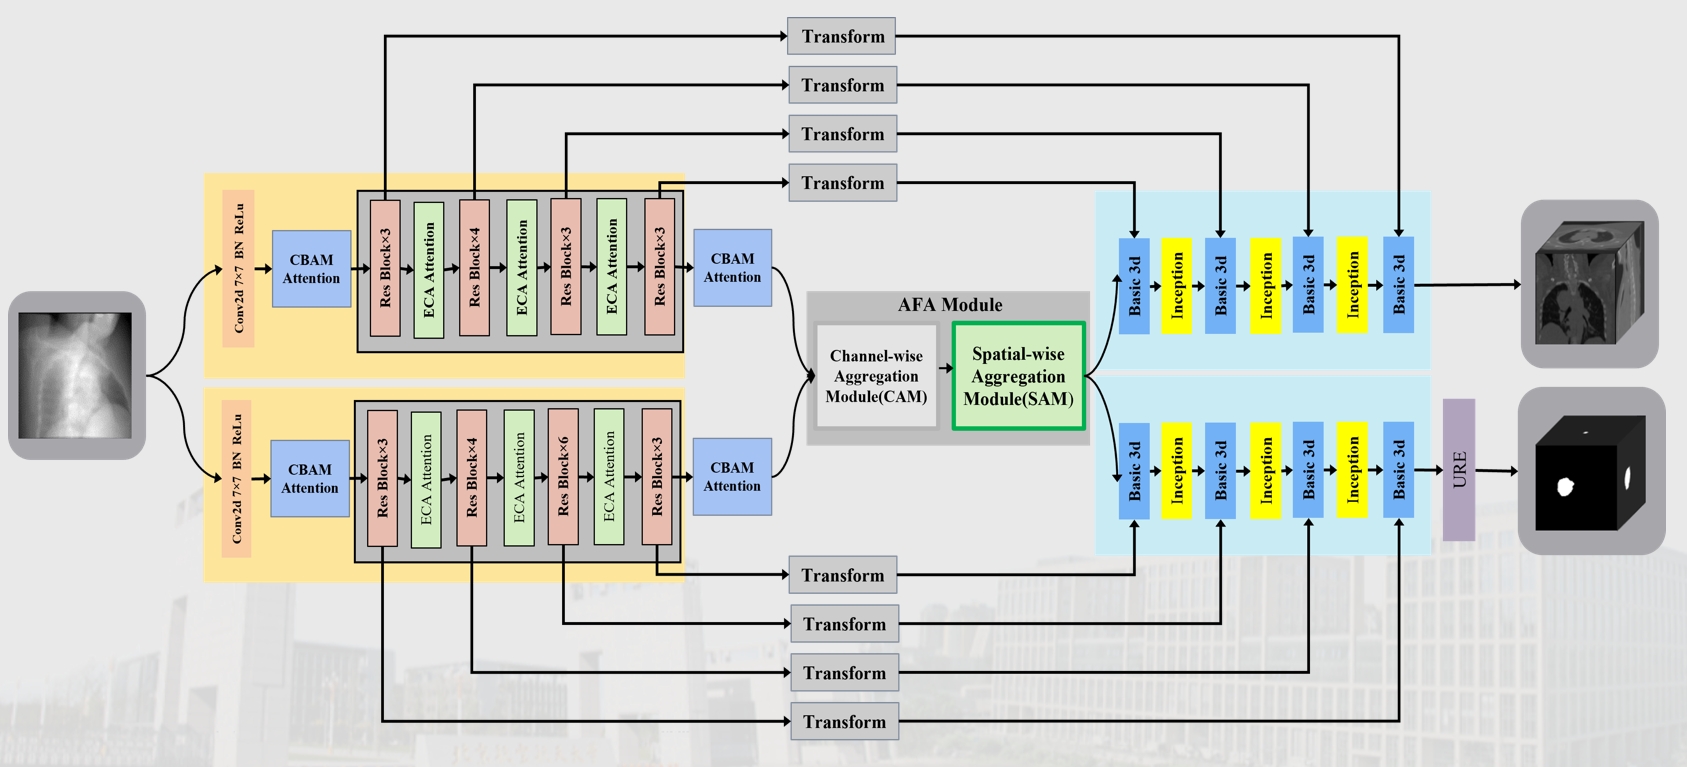 Transform
Transform
Transform
Transform
Conv2d 7×7 BN ReLu
CBAM
Attention
Res Block×3
ECA Attention
Res Block×4
ECA Attention
Res Block×3
ECA Attention
Res Block×3
CBAM
Attention
Conv2d 7×7 BN ReLu
CBAM
Attention
Res Block×3
ECA Attention
Res Block×4
ECA Attention
Res Block×6
ECA Attention
Res Block×3
CBAM
Attention
AFA Module
Channel-wise
Aggregation
Module(CAM)
Spatial-wise
Aggregation
Module(SAM)
Basic 3d
Inception
Basic 3d
Inception
Basic 3d
Inception
Basic 3d
Basic 3d
Inception
Basic 3d
Inception
Basic 3d
Inception
Basic 3d
URE
Transform
Transform
Transform
Transform